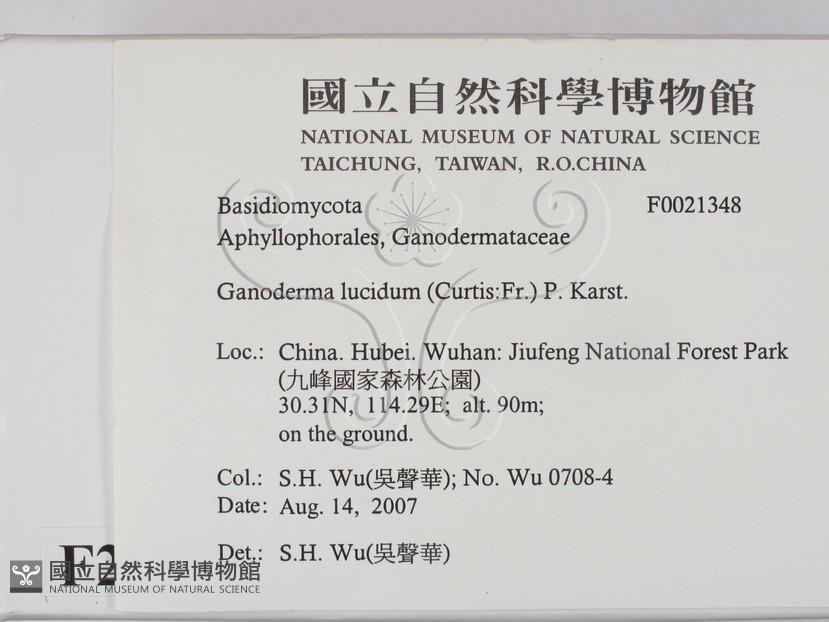 國立自然科學博物館
NATIONAL MUSEUM OF NATURAL SCIENCE
TAICHUNG, TAIWAN, R.O.CHINA
Basidiomycota F0021348
Aphyllophorales, Ganodermataceae
Ganoderma lucidum (Curtis:Fr.) P. Karst.
Loc.: China. Hubei. Wuhan: Jiufeng National Forest Park
(九峰國家森林公園)
30.31N, 114.29E; alt. 90m;
on the ground.
Col.: S.H. Wu(吳聲華); No. Wu 0708-4
Date: Aug. 14, 2007
Det.: S.H. Wu(吳聲華)
F2
國立自然科學博物館
NATIONAL MUSEUM OF NATURAL SCIENCE